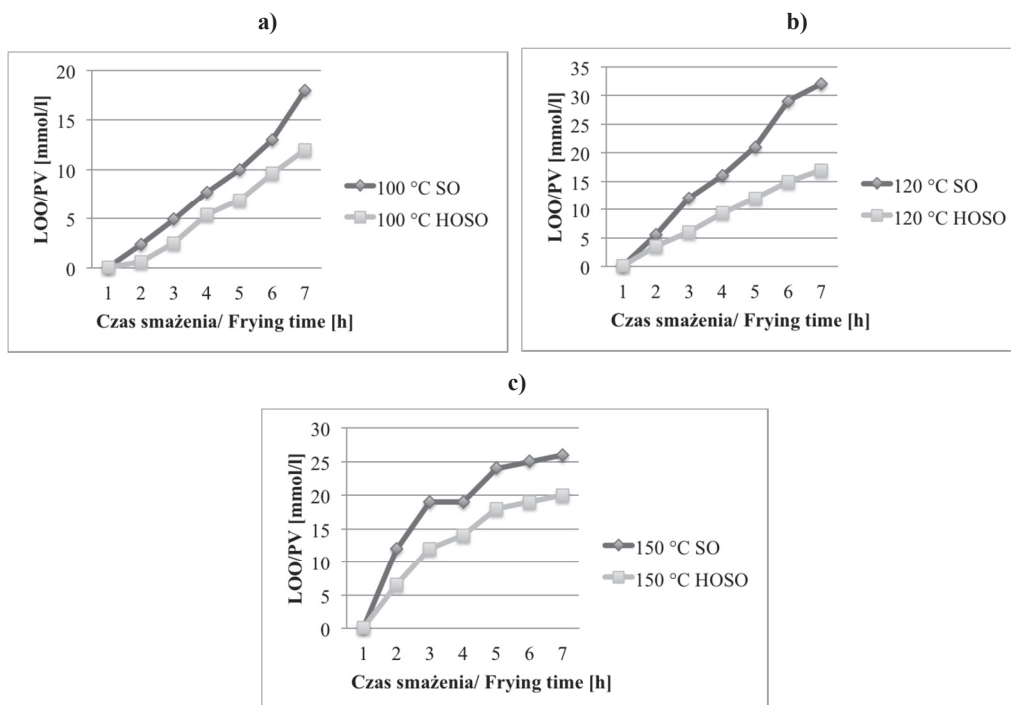 a)
LOO/PV [mmol/l]
20
15
10
5
0
1 2 3 4 5 6 7
Czas smażenia/ Frying time [h]
100 °C SO
100 °C HOSO
b)
LOO/PV [mmol/l]
35
30
25
20
15
10
5
0
1 2 3 4 5 6 7
Czas smażenia/ Frying time [h]
120 °C SO
120 °C HOSO
c)
LOO/PV [mmol/l]
30
25
20
15
10
5
0
1 2 3 4 5 6 7
Czas smażenia/ Frying time [h]
150 °C SO
150 °C HOSO